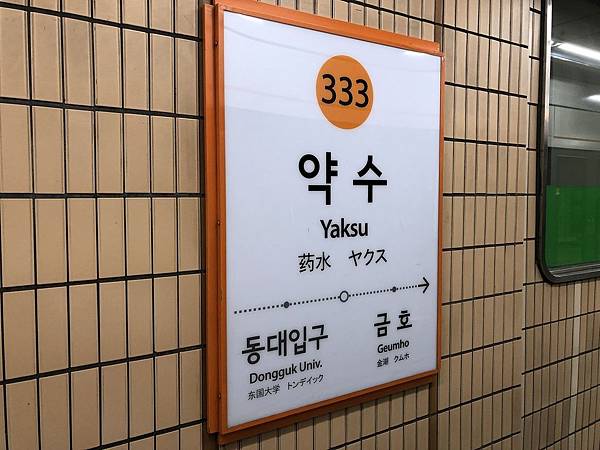 333
약수
Yaksu
药水 ヤクス
동대입구
Dongguk Univ.
东国大学 トンデイック
금호
Geumho
金湖 クムホ